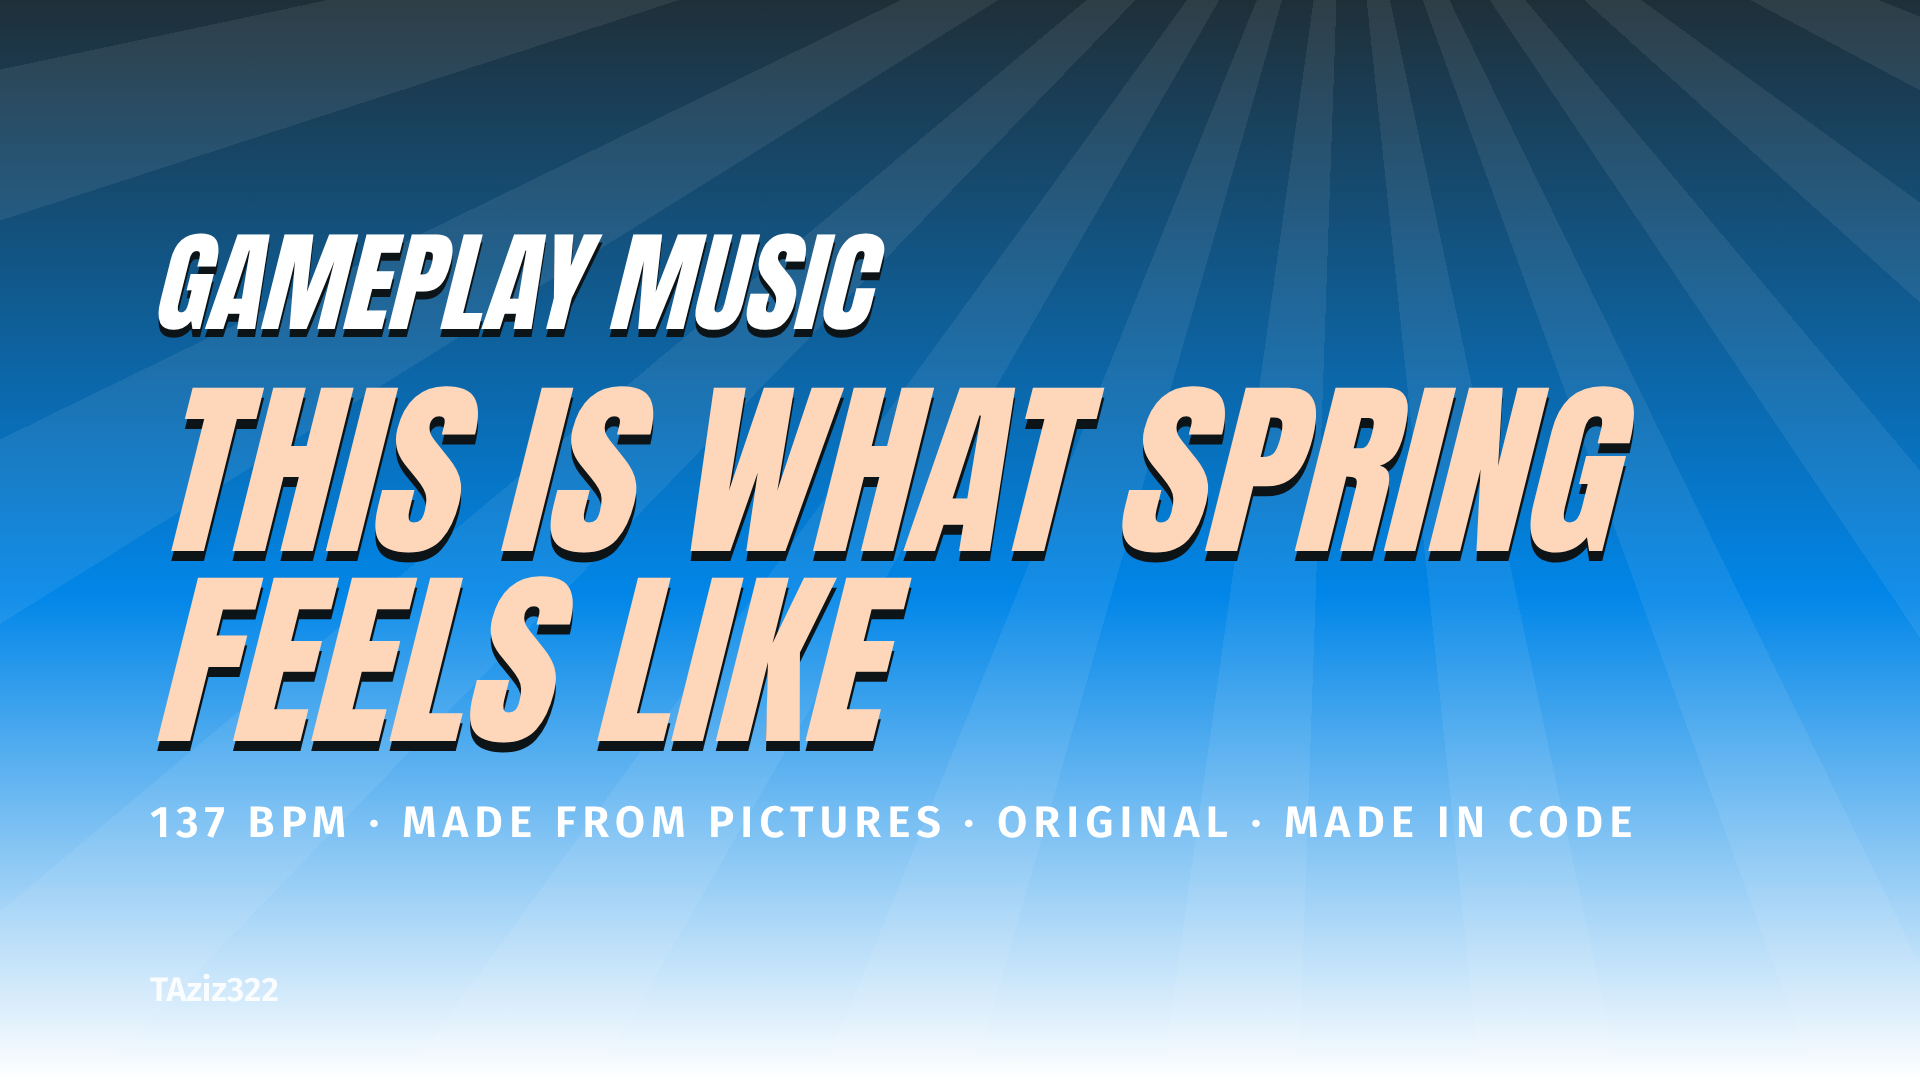 GAMEPLAY MUSIC
THIS IS WHAT SPRING
FEELS LIKE
137 BPM · MADE FROM PICTURES · ORIGINAL · MADE IN CODE
TAziz322